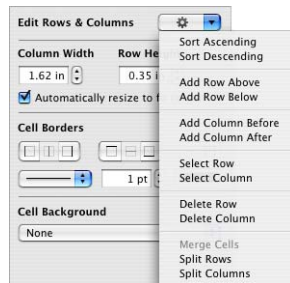 Edit Rows & Columns
Column Width
1.62 in
0.35 i
Automatically resize to f
Cell Borders
1 pt
Cell Background
None
Sort Ascending
Sort Descending
Add Row Above
Add Row Below
Add Column Before
Add Column After
Select Row
Select Column
Delete Row
Delete Column
Merge Cells
Split Rows
Split Columns